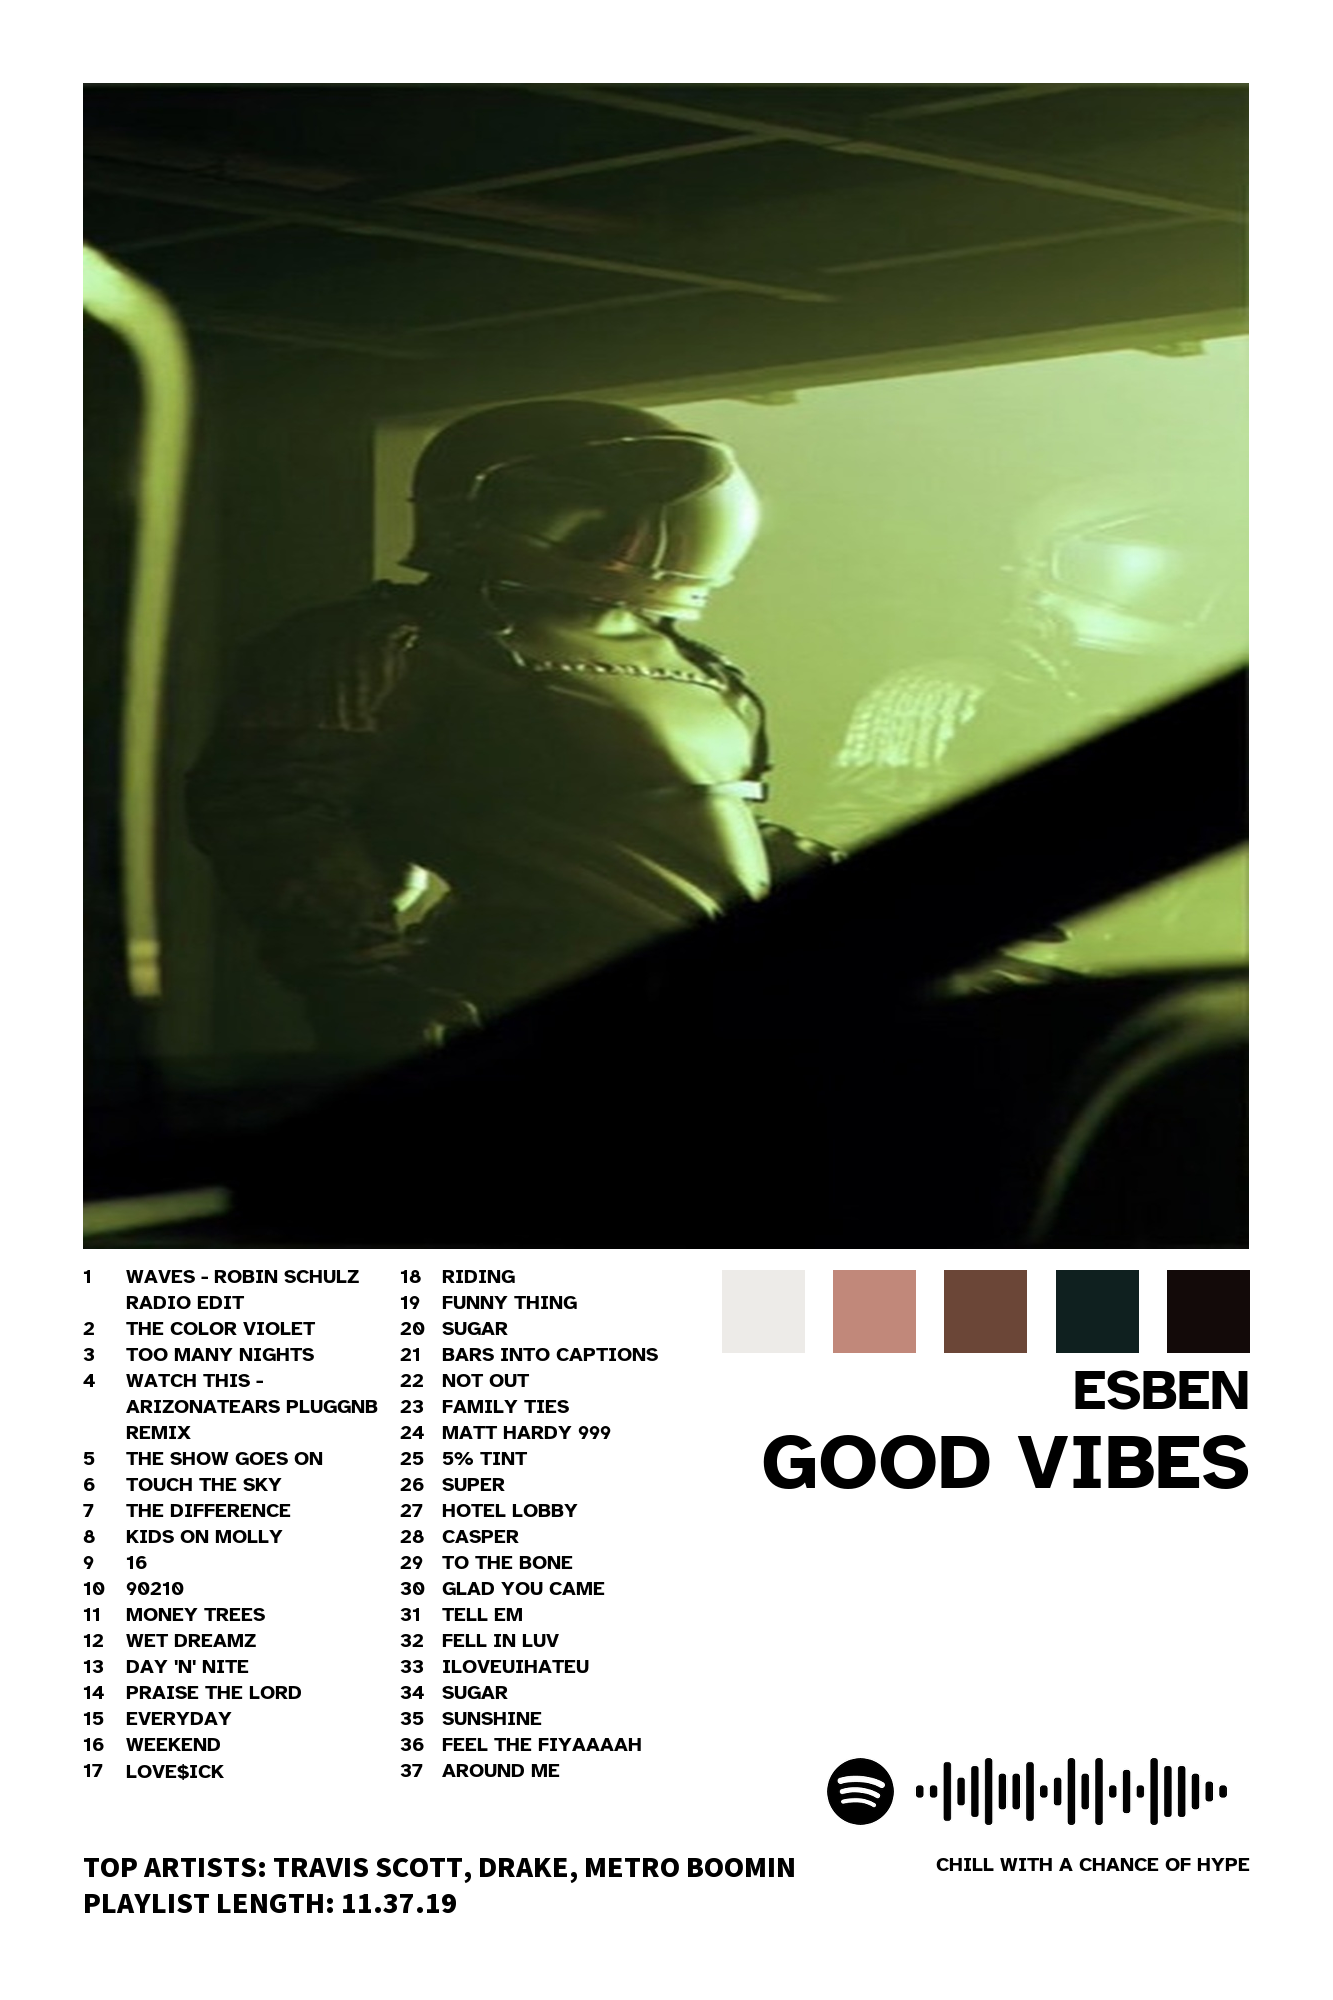 1 WAVES - ROBIN SCHULZ
RADIO EDIT
2 THE COLOR VIOLET
3 TOO MANY NIGHTS
4 WATCH THIS -
ARIZONATEARS PLUGGNB
REMIX
5 THE SHOW GOES ON
6 TOUCH THE SKY
7 THE DIFFERENCE
8 KIDS ON MOLLY
9 16
10 90210
11 MONEY TREES
12 WET DREAMZ
13 DAY 'N' NITE
14 PRAISE THE LORD
15 EVERYDAY
16 WEEKEND
17 LOVE$ICK
18 RIDING
19 FUNNY THING
20 SUGAR
21 BARS INTO CAPTIONS
22 NOT OUT
23 FAMILY TIES
24 MATT HARDY 999
25 5% TINT
26 SUPER
27 HOTEL LOBBY
28 CASPER
29 TO THE BONE
30 GLAD YOU CAME
31 TELL EM
32 FELL IN LUV
33 ILOVEUIHATEU
34 SUGAR
35 SUNSHINE
36 FEEL THE FIYAAAAH
37 AROUND ME
ESBEN
GOOD VIBES
CHILL WITH A CHANCE OF HYPE
TOP ARTISTS: TRAVIS SCOTT, DRAKE, METRO BOOMIN
PLAYLIST LENGTH: 11.37.19